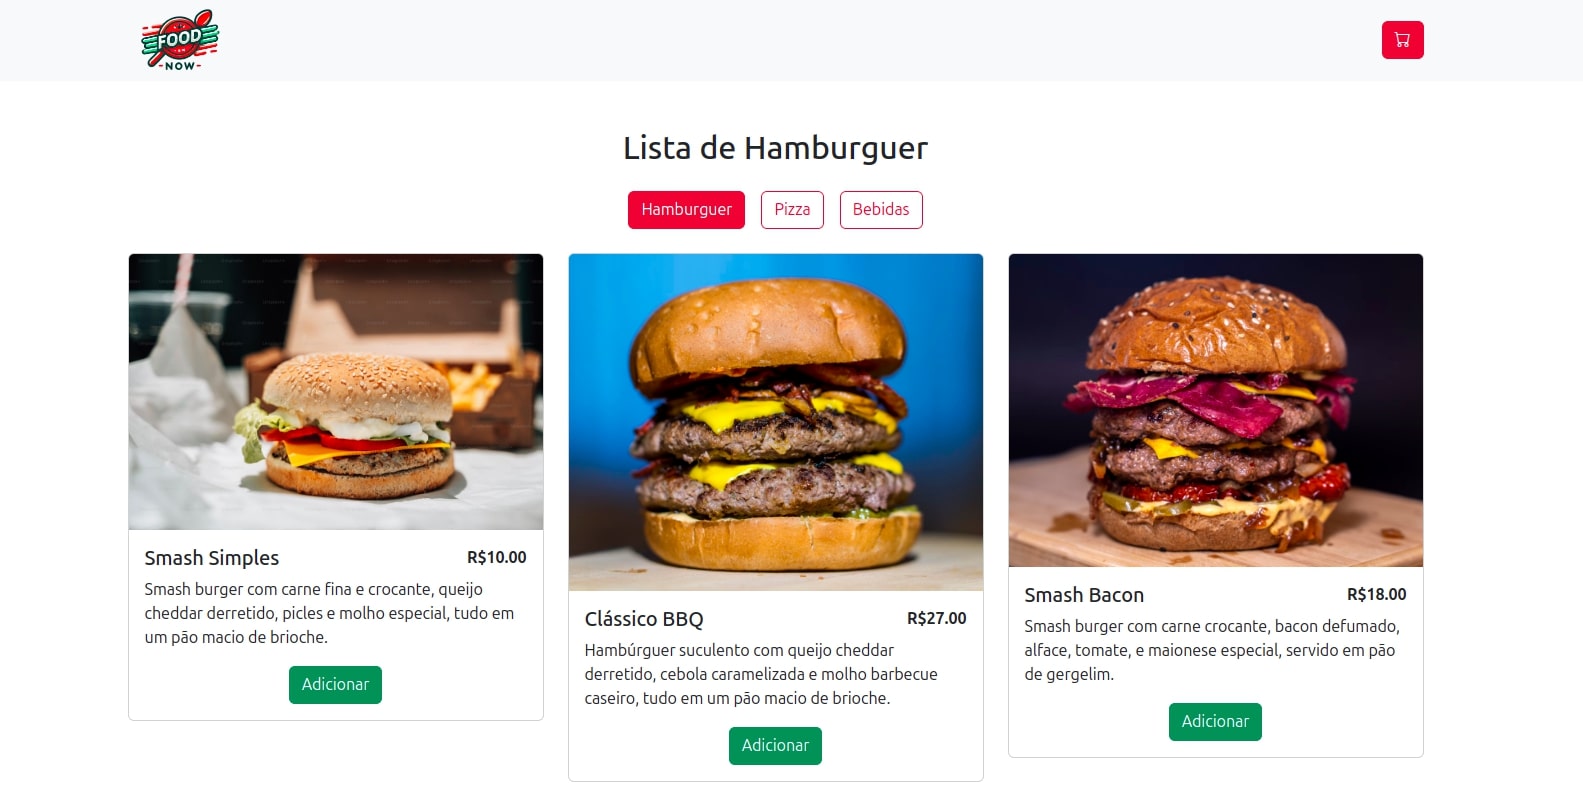 FOOD
NOW
Lista de Hamburguer
Hamburguer
Pizza
Bebidas
Smash Simples
R$10.00
Smash burger com carne fina e crocante, queijo
cheddar derretido, picles e molho especial, tudo em
um pão macio de brioche.
Adicionar
Clássico BBQ
R$27.00
Hambúrguer suculento com queijo cheddar
derretido, cebola caramelizada e molho barbecue
caseiro, tudo em um pão macio de brioche.
Adicionar
Smash Bacon
R$18.00
Smash burger com carne crocante, bacon defumado,
alface, tomate, e maionese especial, servido em pão
de gergelim.
Adicionar